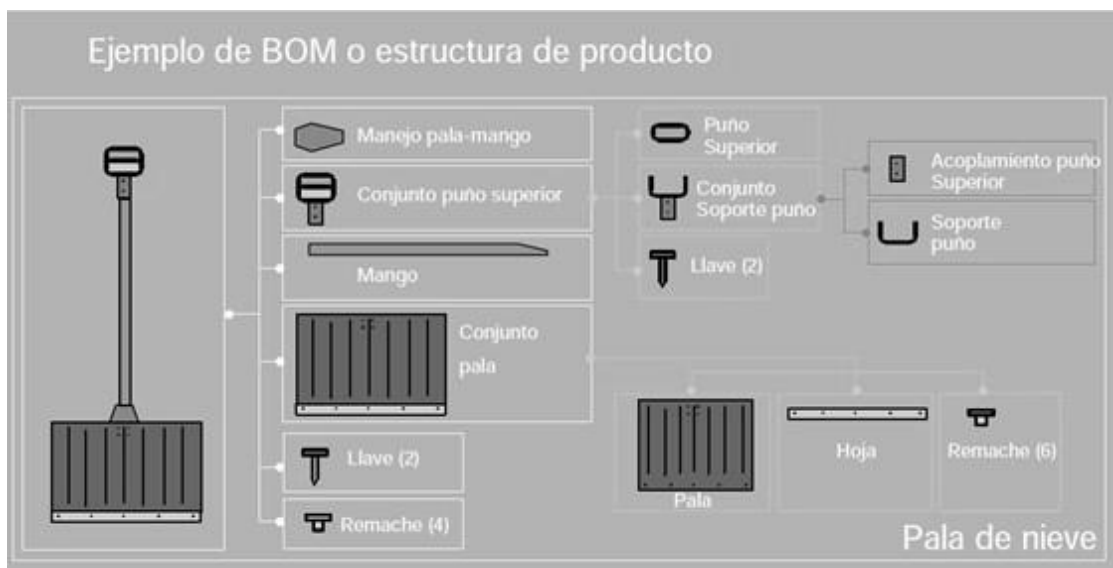 Ejemplo de BOM o estructura de producto
Manejo pala-mango
Conjunto puño superior
Mango
Conjunto
pala
Llave (2)
Remache (4)
Puño
Superior
Conjunto
Soporte puño
Llave (2)
Acoplamiento puño
Superior
Soporte
puño
Pala
Hoja
Remache (6)
Pala de nieve